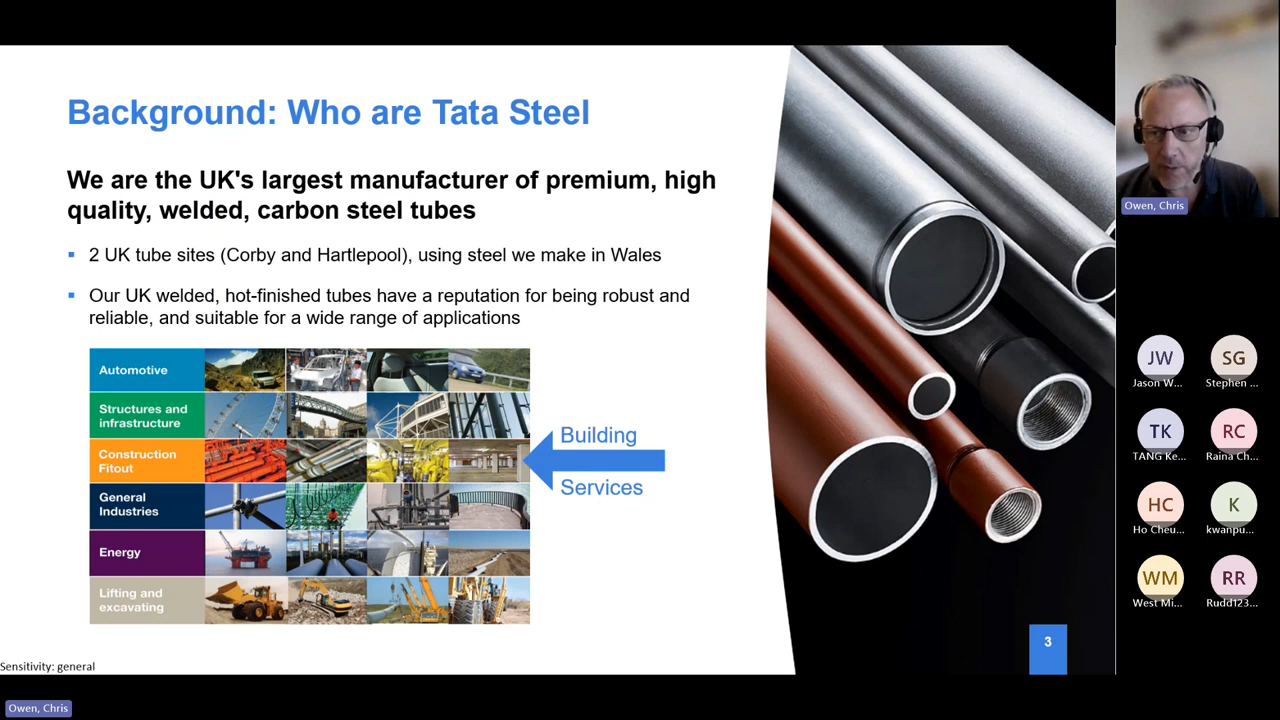 Background: Who are Tata Steel
We are the UK's largest manufacturer of premium, high
quality, welded, carbon steel tubes
▪ 2 UK tube sites (Corby and Hartlepool), using steel we make in Wales
▪ Our UK welded, hot-finished tubes have a reputation for being robust and
reliable, and suitable for a wide range of applications
Automotive
Structures and
infrastructure
Construction
Fitout
General
Industries
Energy
Lifting and
excavating
Building
Services
3
Sensitivity: general
Owen, Chris
Owen, Chris
JW
Jason W...
SG
Stephen ...
TK
TANG Ke...
RC
Raina Ch...
HC
Ho Cheu...
K
kwanpu...
WM
West Mi...
RR
Rudd123...